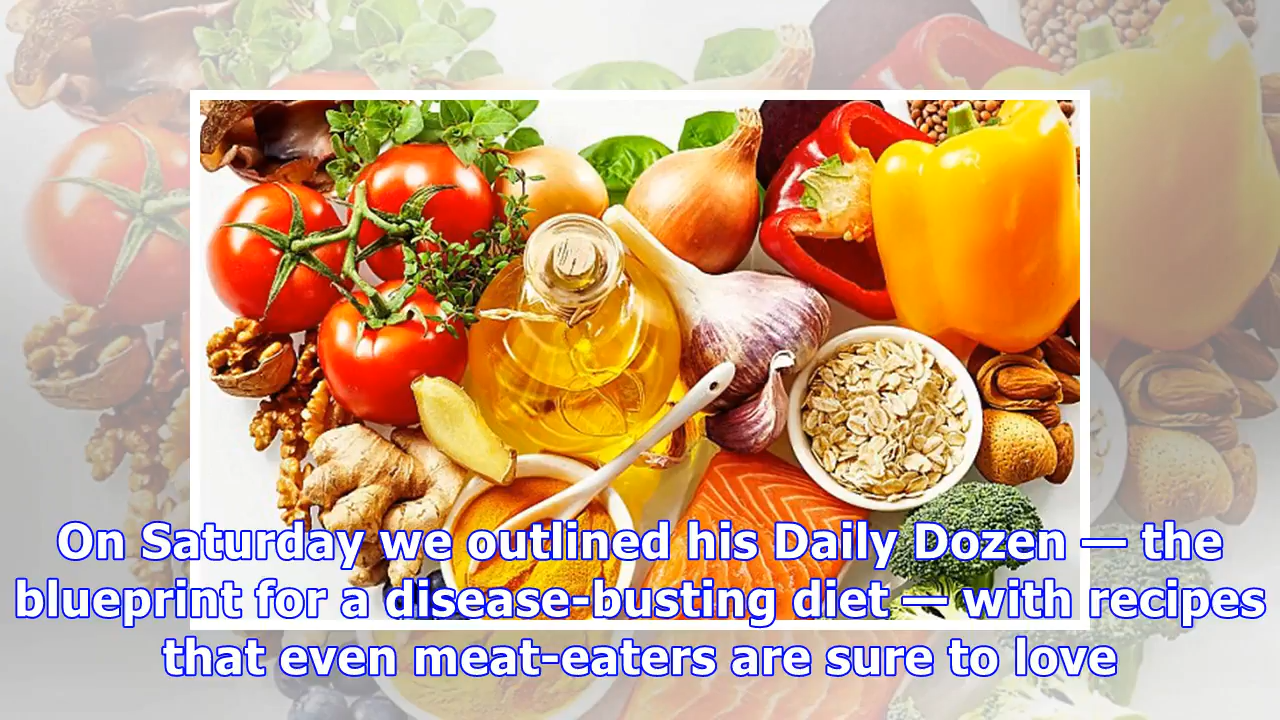 On Saturday we outlined his Daily Dozen — the
blueprint for a disease-busting diet — with recipes
that even meat-eaters are sure to love